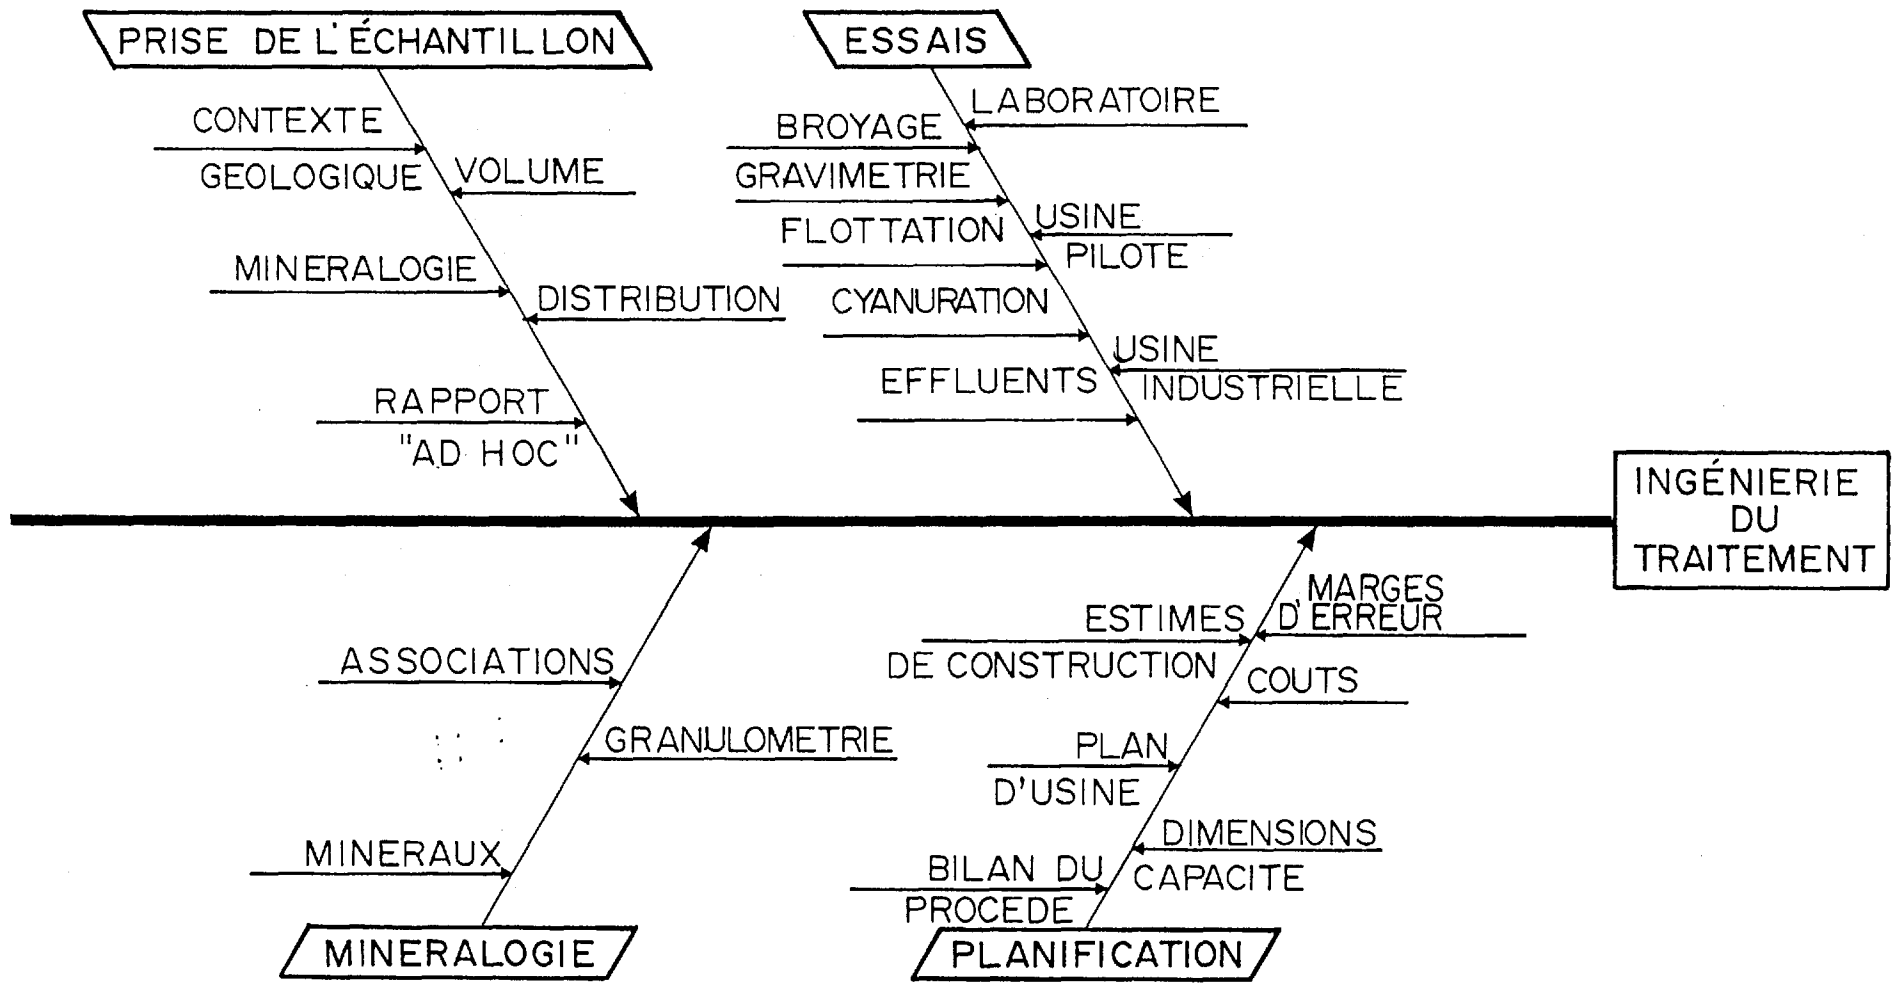 PRISE DE L'ÉCHANTILLON
CONTEXTE
GEOLOGIQUE
VOLUME
MINERALOGIE
DISTRIBUTION
RAPPORT
"AD HOC"
ESSAIS
LABORATOIRE
BROYAGE
GRAVIMETRIE
USINE
PILOTE
FLOTTATION
CYANURATION
USINE
INDUSTRIELLE
EFFLUENTS
INGÉNIERIE
DU
TRAITEMENT
ASSOCIATIONS
GRANULOMETRIE
MINERAUX
MINERALOGIE
MARGES
D'ERREUR
ESTIMES
DE CONSTRUCTION
COUTS
PLAN
D'USINE
DIMENSIONS
CAPACITE
BILAN DU
PROCEDE
PLANIFICATION